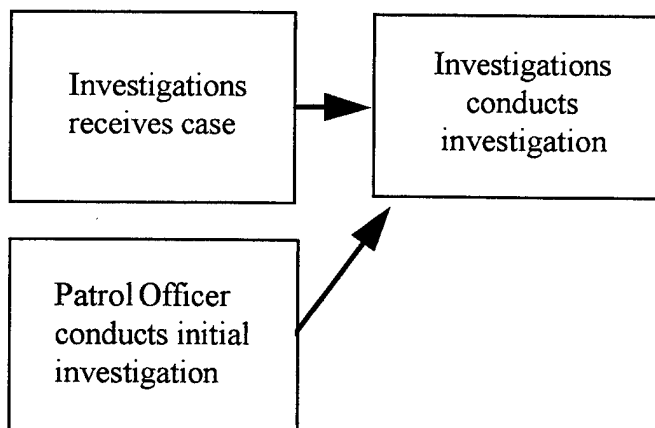 Investigations
receives case
Investigations
conducts
investigation
Patrol Officer
conducts initial
investigation